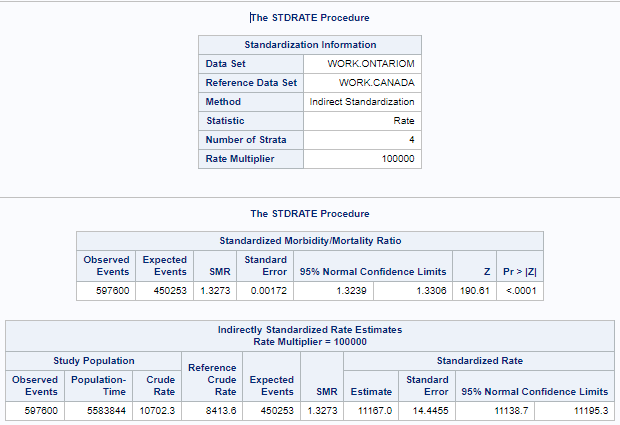 The STDRATE Procedure
Standardization Information
Data Set WORK.ONTARIOM
Reference Data Set WORK.CANADA
Method Indirect Standardization
Statistic Rate
Number of Strata 4
Rate Multiplier 100000
The STDRATE Procedure
Standardized Morbidity/Mortality Ratio
Observed Expected Standard
Events Events SMR Error 95% Normal Confidence Limits Z Pr > |Z|
597600 450253 1.3273 0.00172 1.3239 1.3306 190.61 <.0001
Indirectly Standardized Rate Estimates
Rate Multiplier = 100000
Study Population Standardized Rate
Reference
Observed Population- Crude Crude Expected Standard
Events Time Rate Rate Events SMR Estimate Error 95% Normal Confidence Limits
597600 5583844 10702.3 8413.6 450253 1.3273 11167.0 14.4455 11138.7 11195.3